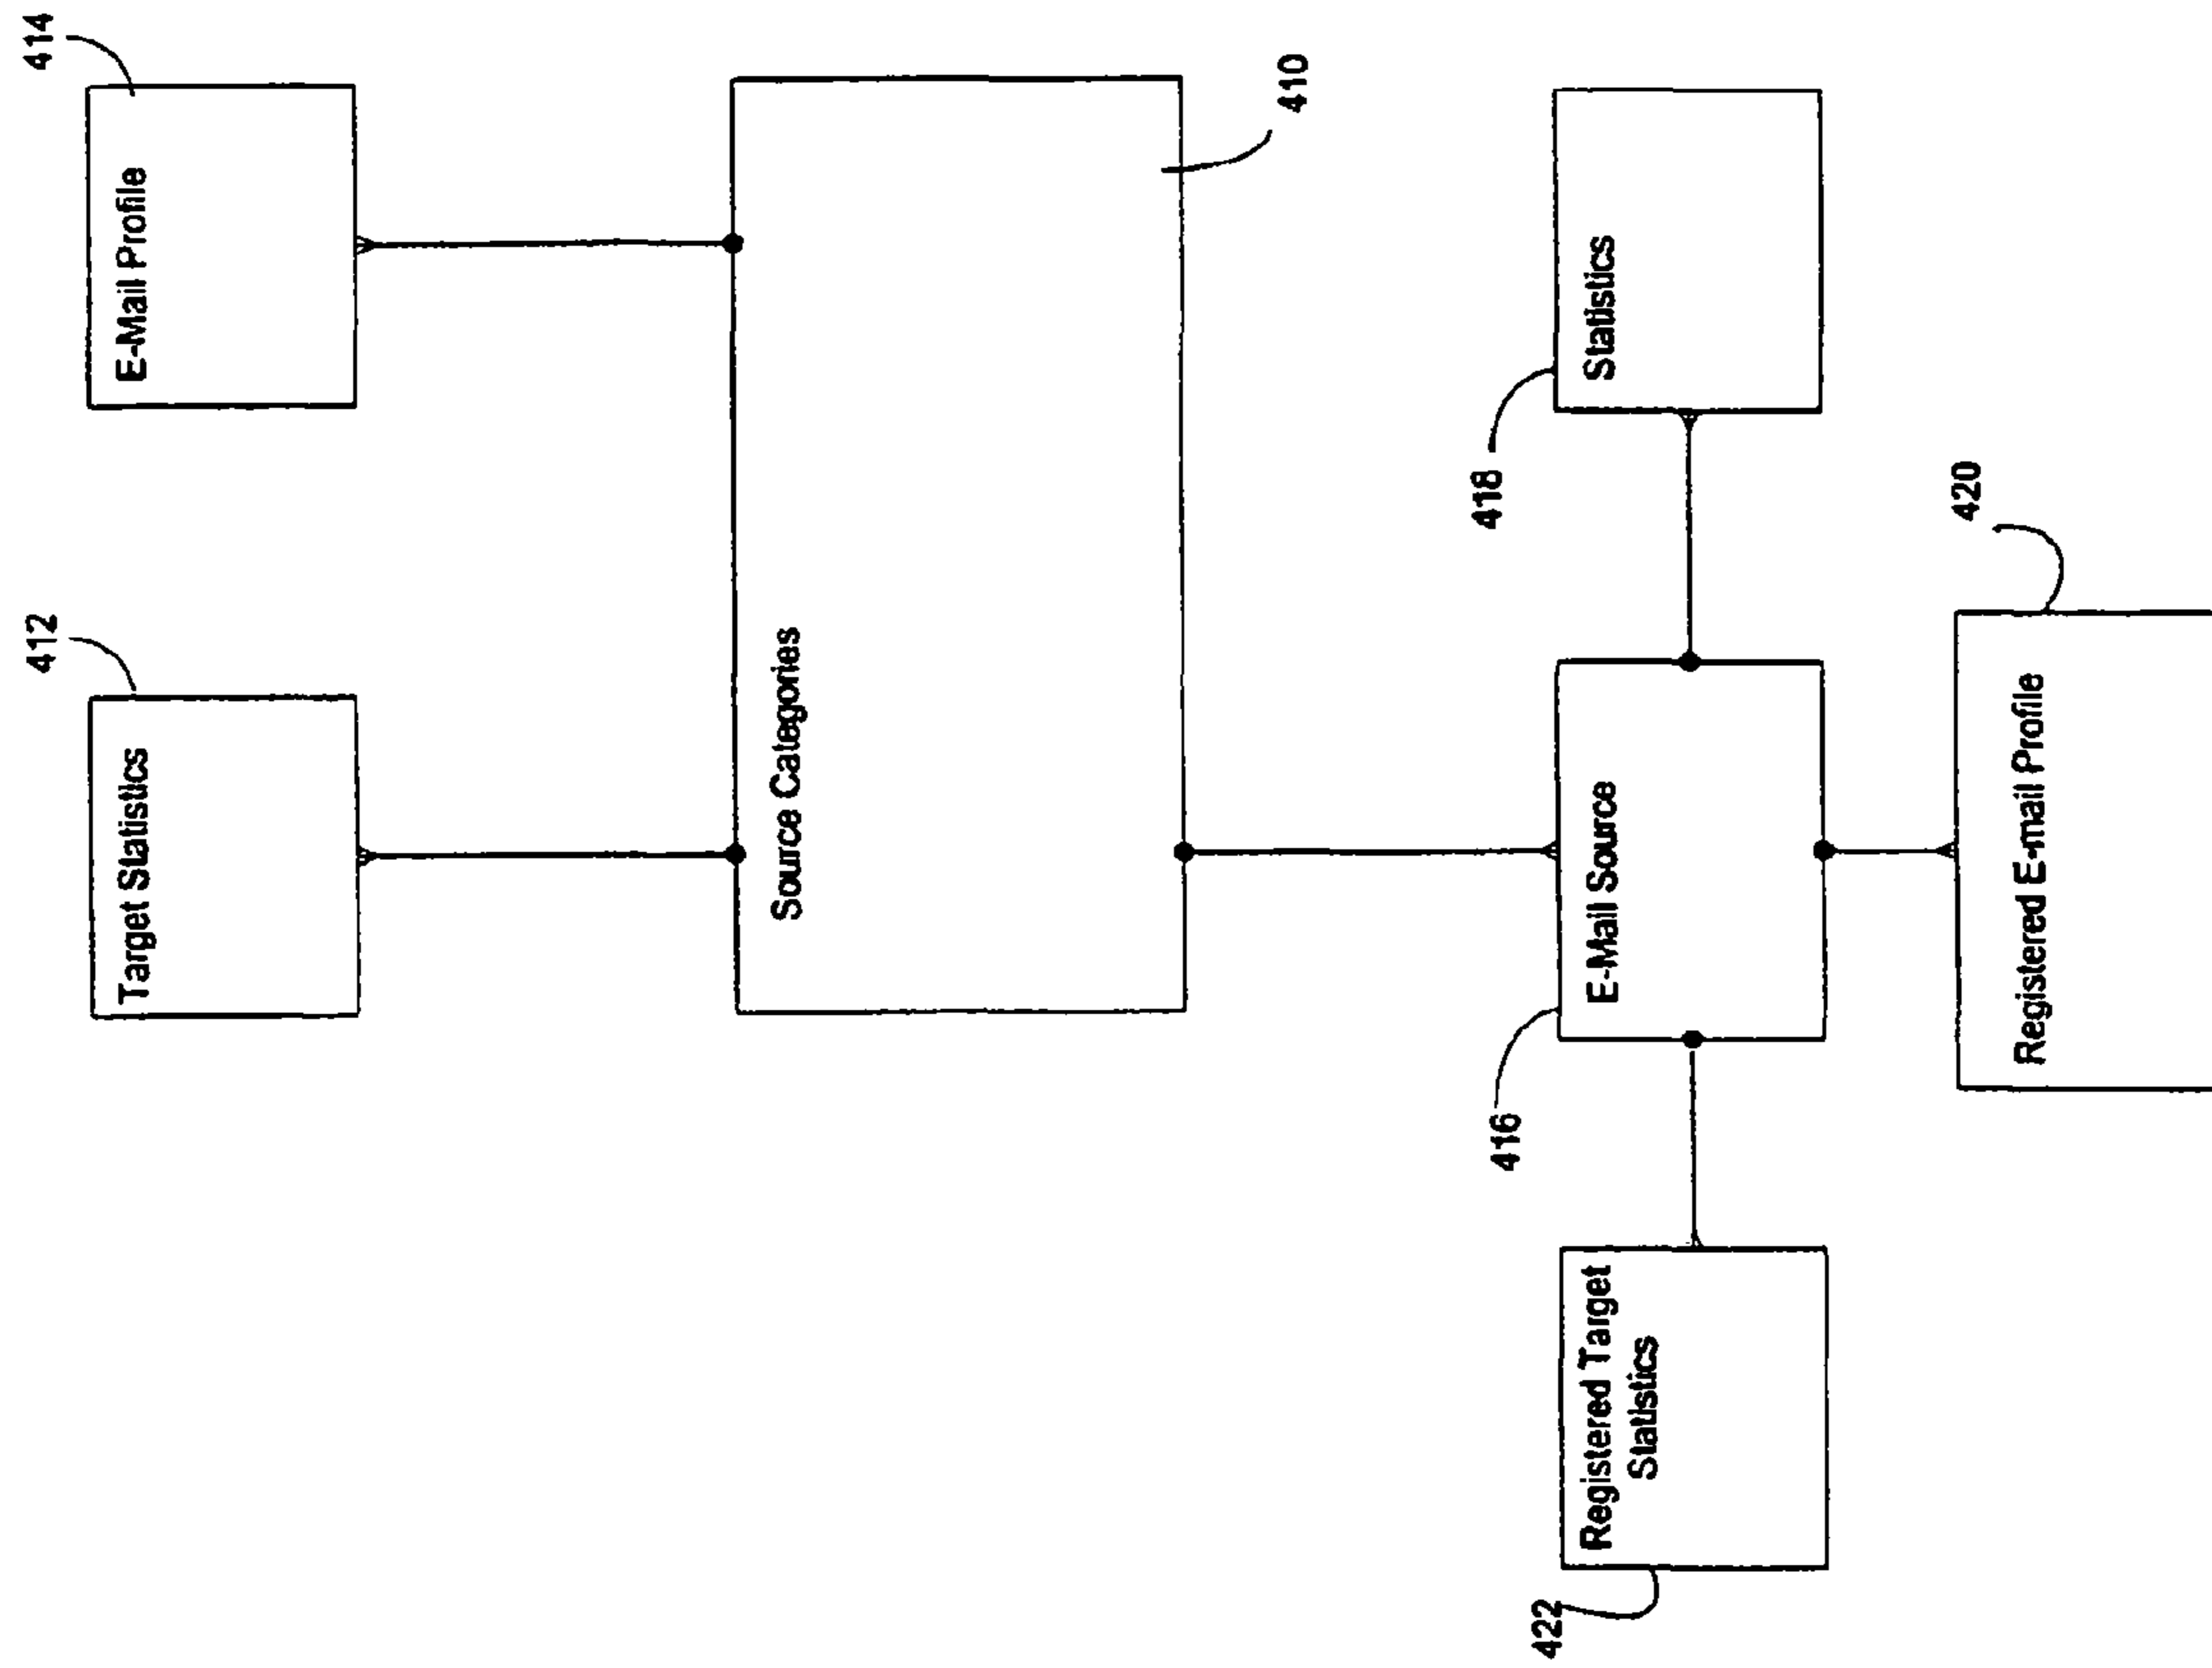 414
E-Mail Profile
412
Target Statistics
410
Source Categories
418
Statistics
420
Registered E-mail Profile
416
E-Mail Source
422
Registered Target
Statistics